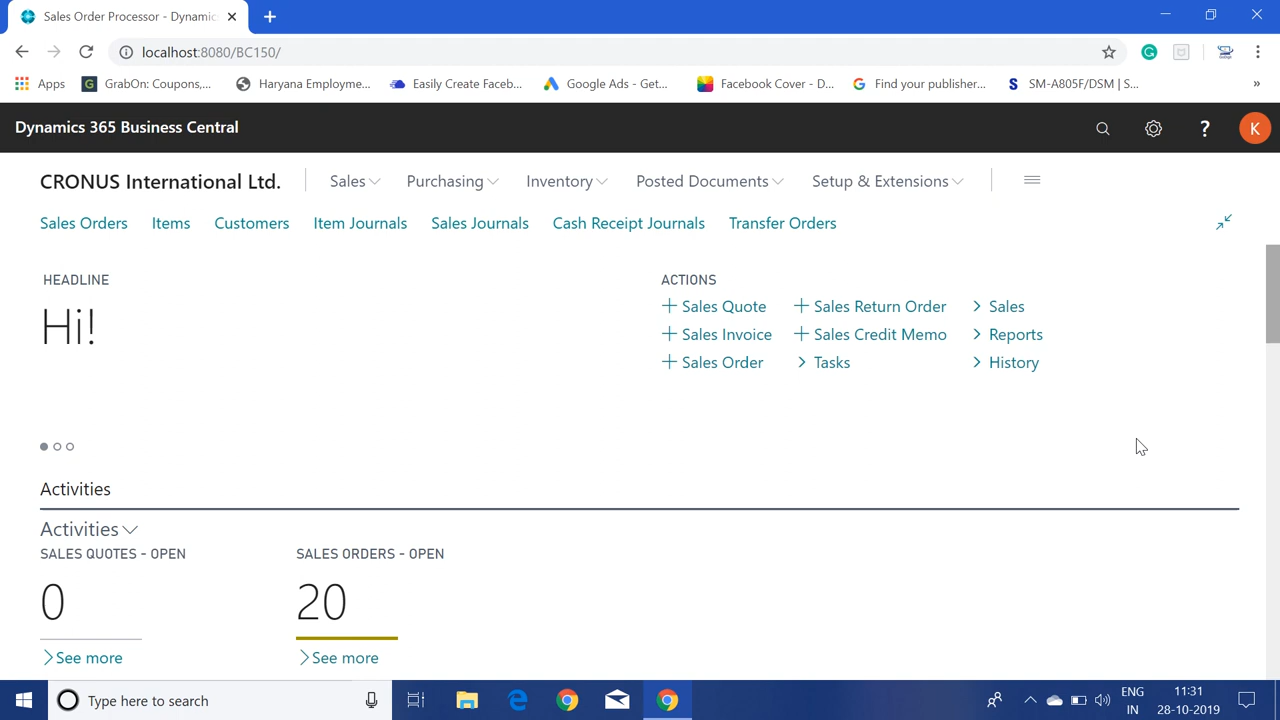 Sales Order Processor - Dynamic
localhost:8080/BC150/
Apps
G
GrabOn: Coupons,...
Haryana Employme...
Easily Create Faceb...
Google Ads - Get...
Facebook Cover - D...
Find your publisher...
S
SM-A805F/DSM | S...
»
Dynamics 365 Business Central
?
K
CRONUS International Ltd.
Sales
Purchasing
Inventory
Posted Documents
Setup & Extensions
Sales Orders
Items
Customers
Item Journals
Sales Journals
Cash Receipt Journals
Transfer Orders
HEADLINE
Hi!
ACTIONS
+ Sales Quote
+ Sales Return Order
> Sales
+ Sales Invoice
+ Sales Credit Memo
> Reports
+ Sales Order
> Tasks
> History
Activities
Activities
SALES QUOTES - OPEN
SALES ORDERS - OPEN
0
20
>See more
>See more
Type here to search
ENG
IN
11:31
28-10-2019